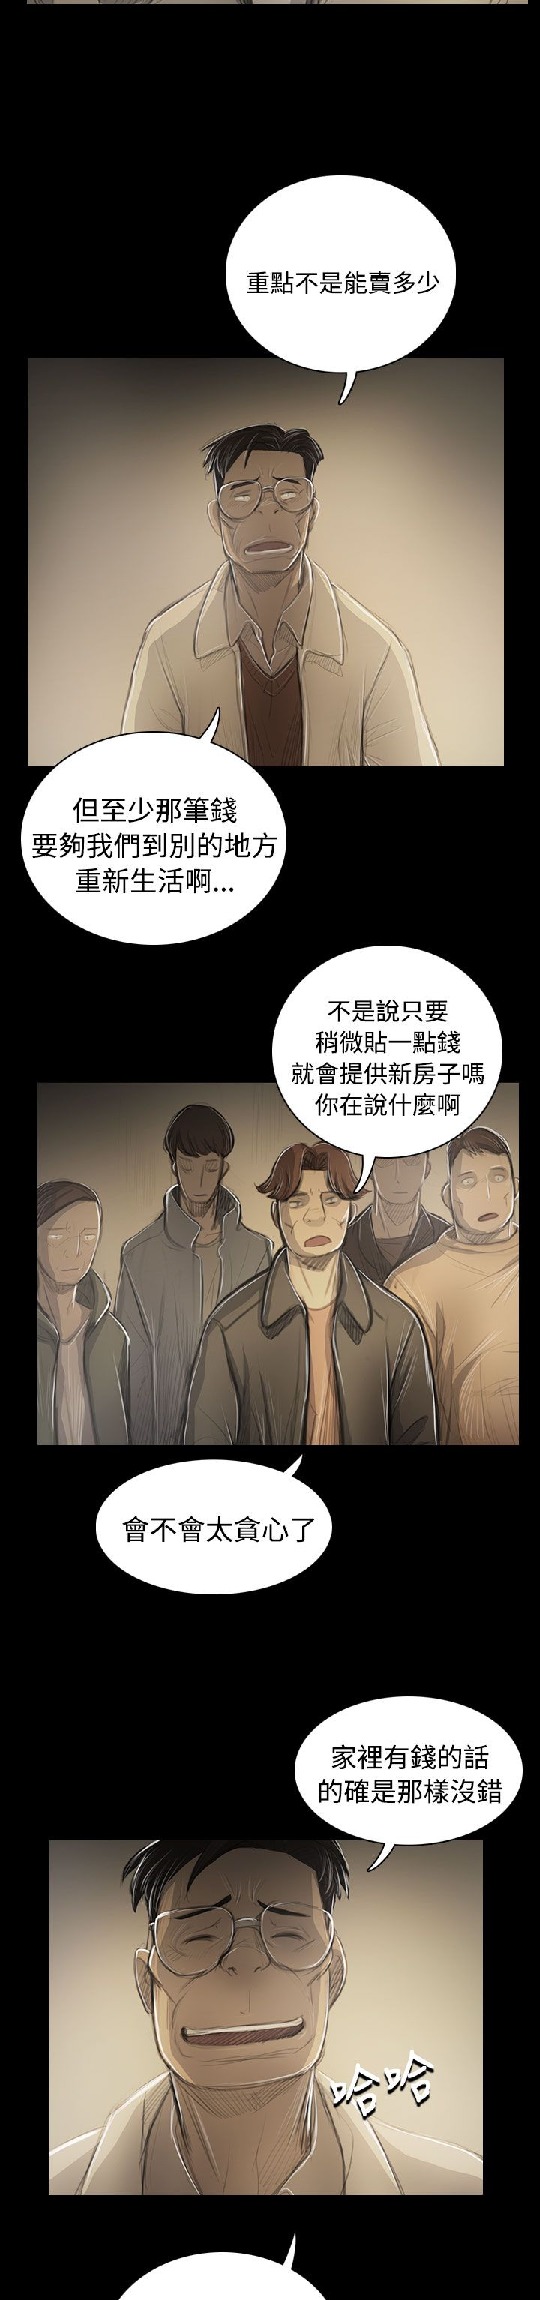 重點不是能賣多少
但至少那筆錢
要夠我們到別的地方
重新生活啊...
不是說只要
稍微貼一點錢
就會提供新房子嗎
你在說什麼啊
會不會太貪心了
家裡有錢的話
的確是那樣沒錯
哈哈